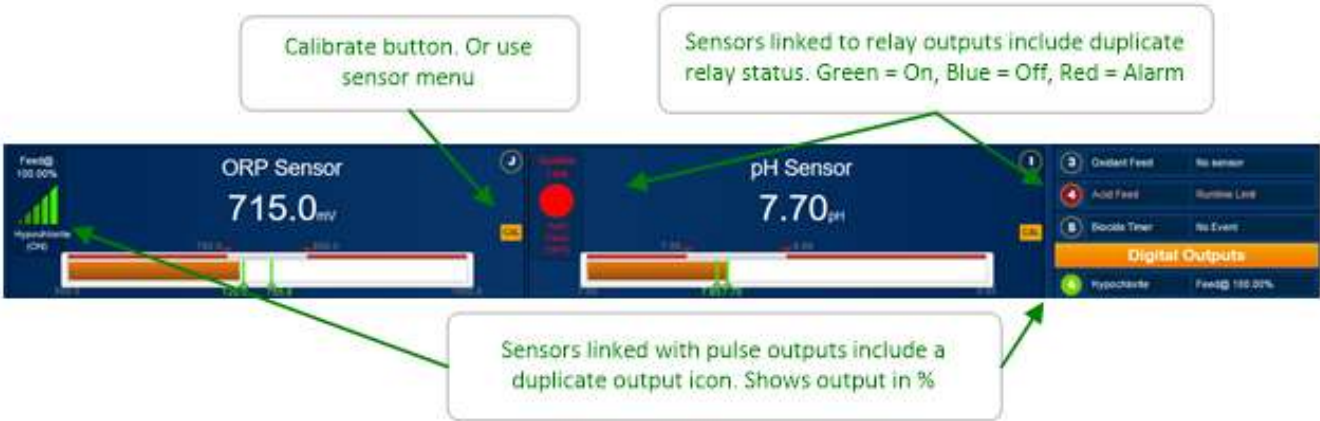 Calibrate button. Or use
sensor menu
Sensors linked to relay outputs include duplicate
relay status. Green = On, Blue = Off, Red = Alarm
Feed@
100.00%
Hypochlorite
(CH)
ORP Sensor
715.0mV
J
CAL
pH Sensor
7.70pH
I
CAL
3 Oxidant Feed No sensor
4 Acid Feed Runtime Limit
Biocide Timer No Event
Digital Outputs
Hypochlorite Feed@ 100.00%
Sensors linked with pulse outputs include a
duplicate output icon. Shows output in %